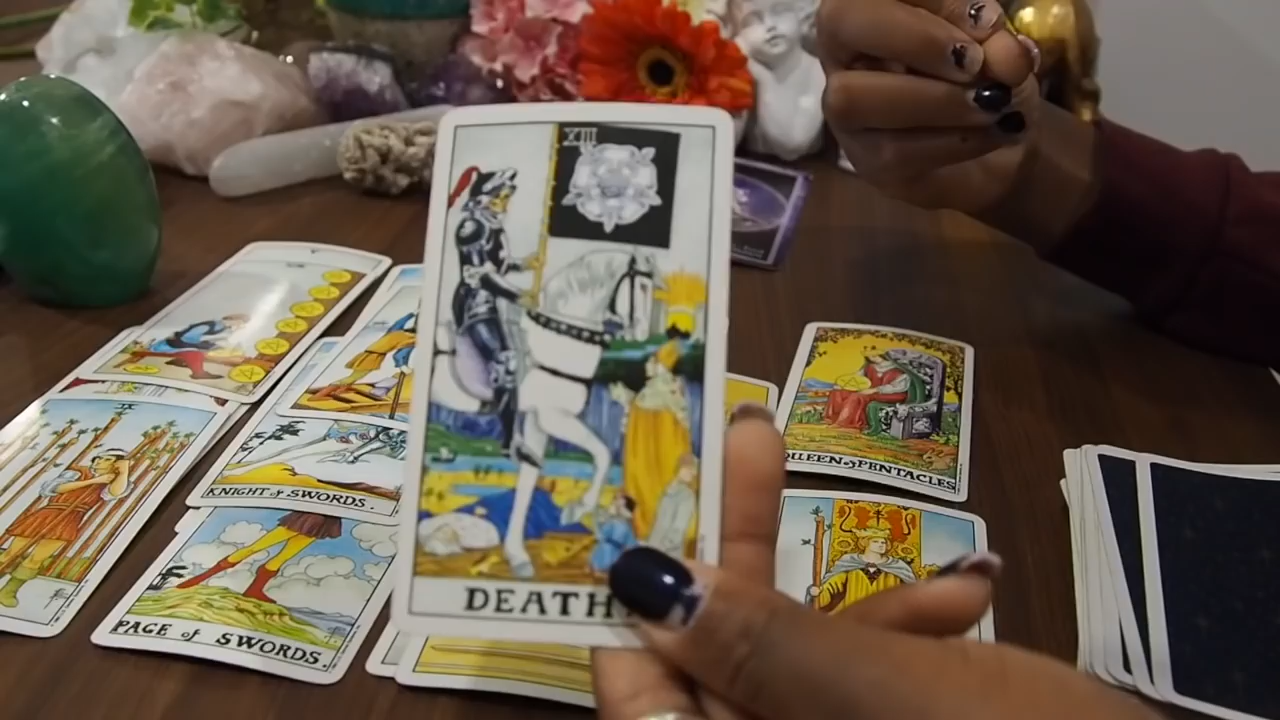 XIII
DEATH
KNIGHT of SWORDS.
PAGE of SWORDS.
QUEEN of PENTACLES